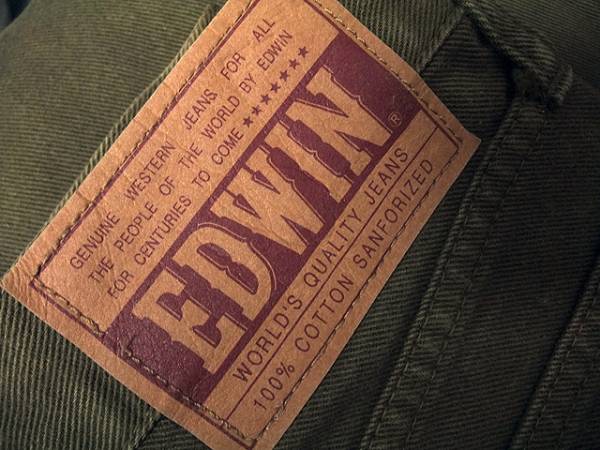 GENUINE WESTERN JEANS FOR ALL
THE PEOPLE OF THE WORLD BY EDWIN
FOR CENTURIES TO COME ★★★★★★★
EDWIN ®
WORLD'S QUALITY JEANS
100% COTTON SANFORIZED